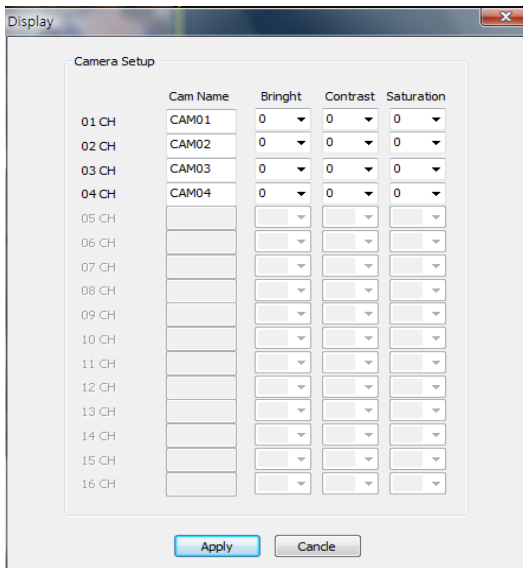 Display
Camera Setup
Cam Name Bringht Contrast Saturation
01 CH CAM01 0 0 0
02 CH CAM02 0 0 0
03 CH CAM03 0 0 0
04 CH CAM04 0 0 0
05 CH
06 CH
07 CH
08 CH
09 CH
10 CH
11 CH
12 CH
13 CH
14 CH
15 CH
16 CH
Apply Cancle